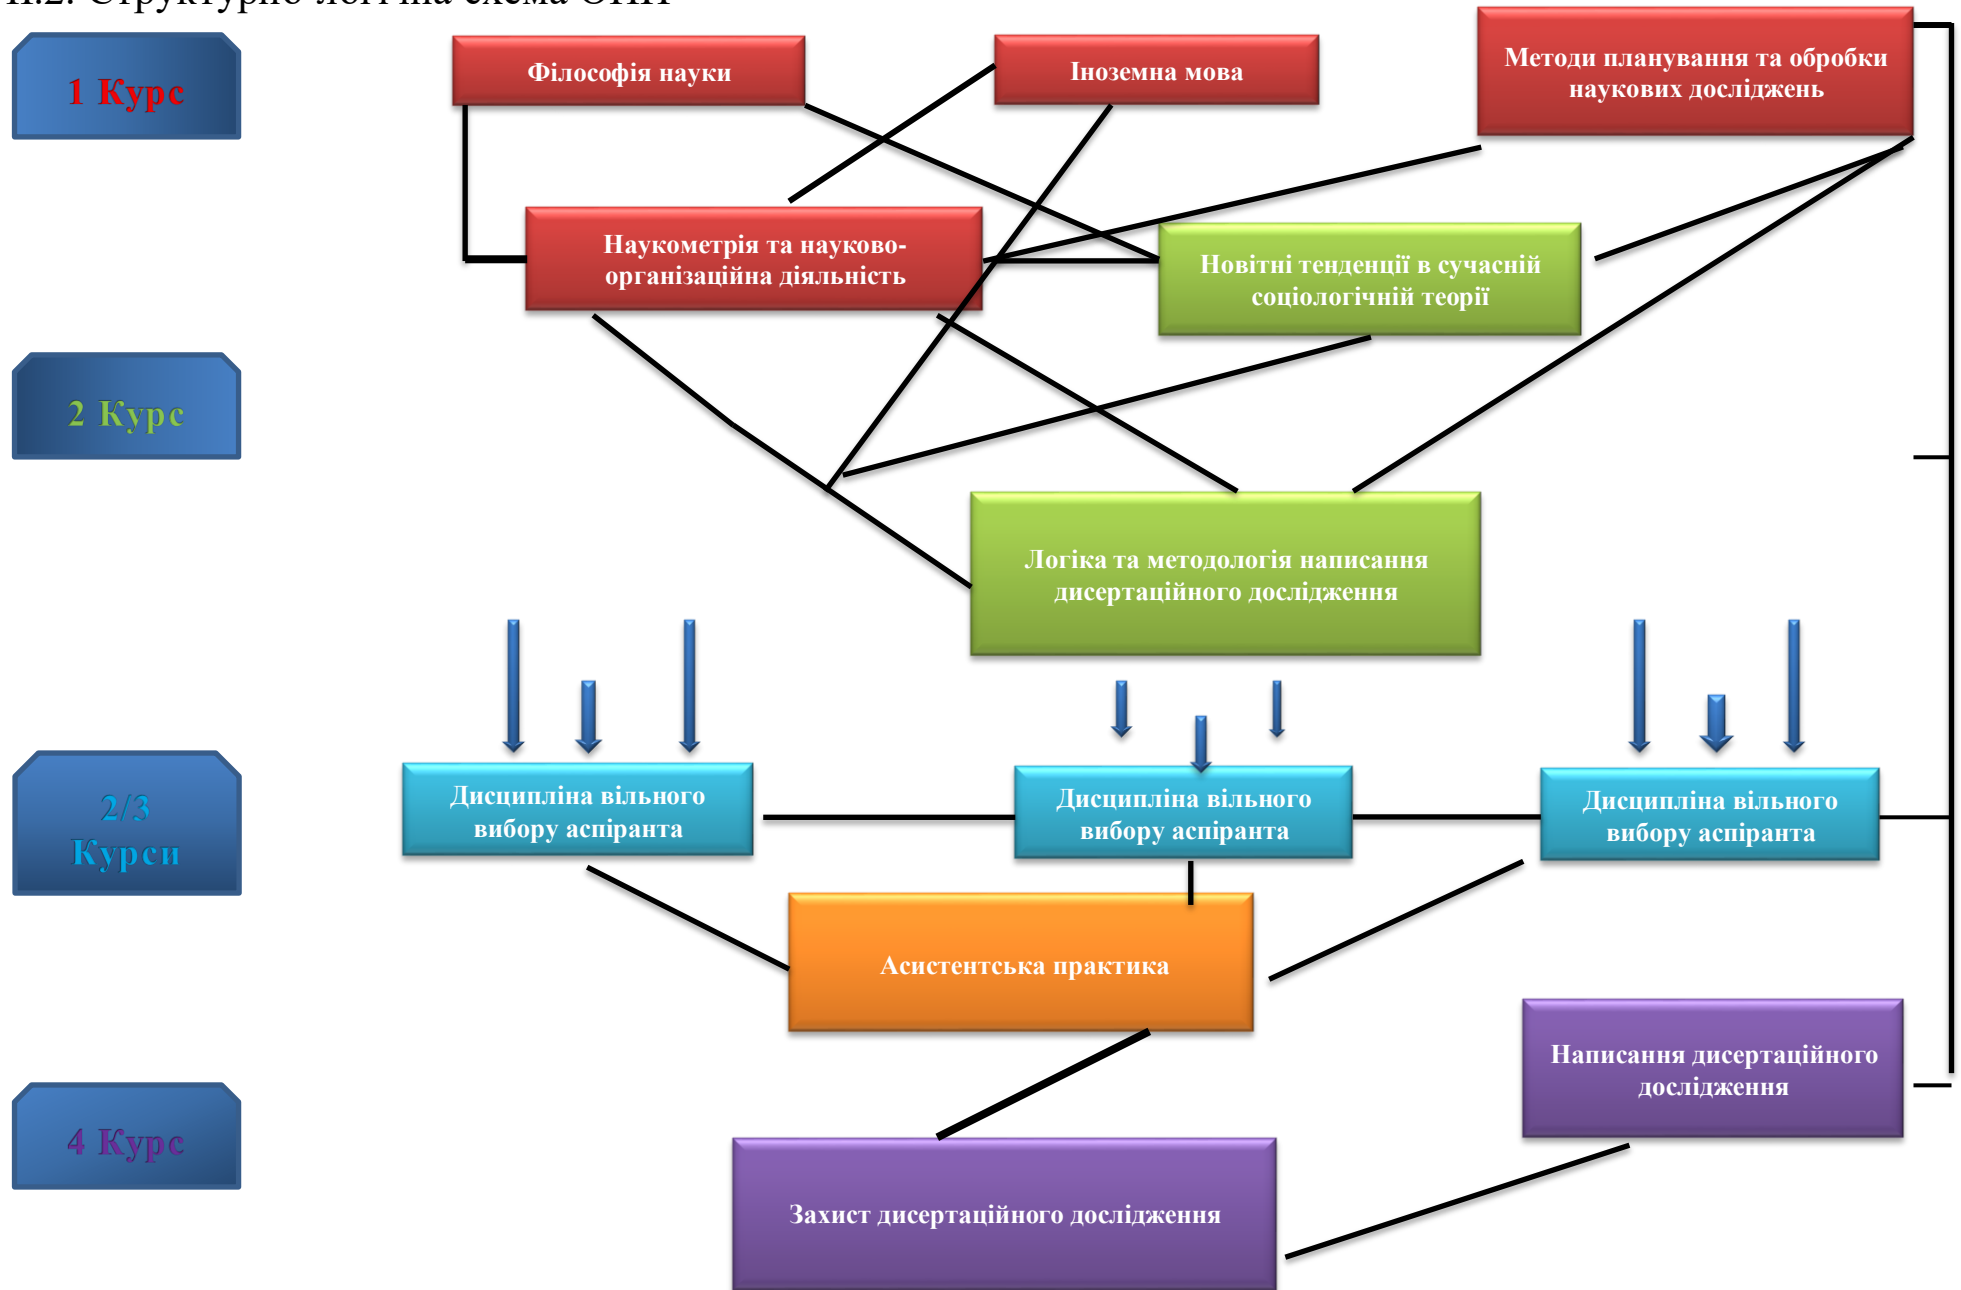 1 Курс
Філософія науки
Іноземна мова
Методи планування та обробки
наукових досліджень
Наукометрія та науково-
організаційна діяльність
Новітні тенденції в сучасній
соціологічній теорії
2 Курс
Логіка та методологія написання
дисертаційного дослідження
2/3
Курси
Дисципліна вільного
вибору аспіранта
Дисципліна вільного
вибору аспіранта
Дисципліна вільного
вибору аспіранта
Асистентська практика
Написання дисертаційного
дослідження
4 Курс
Захист дисертаційного дослідження